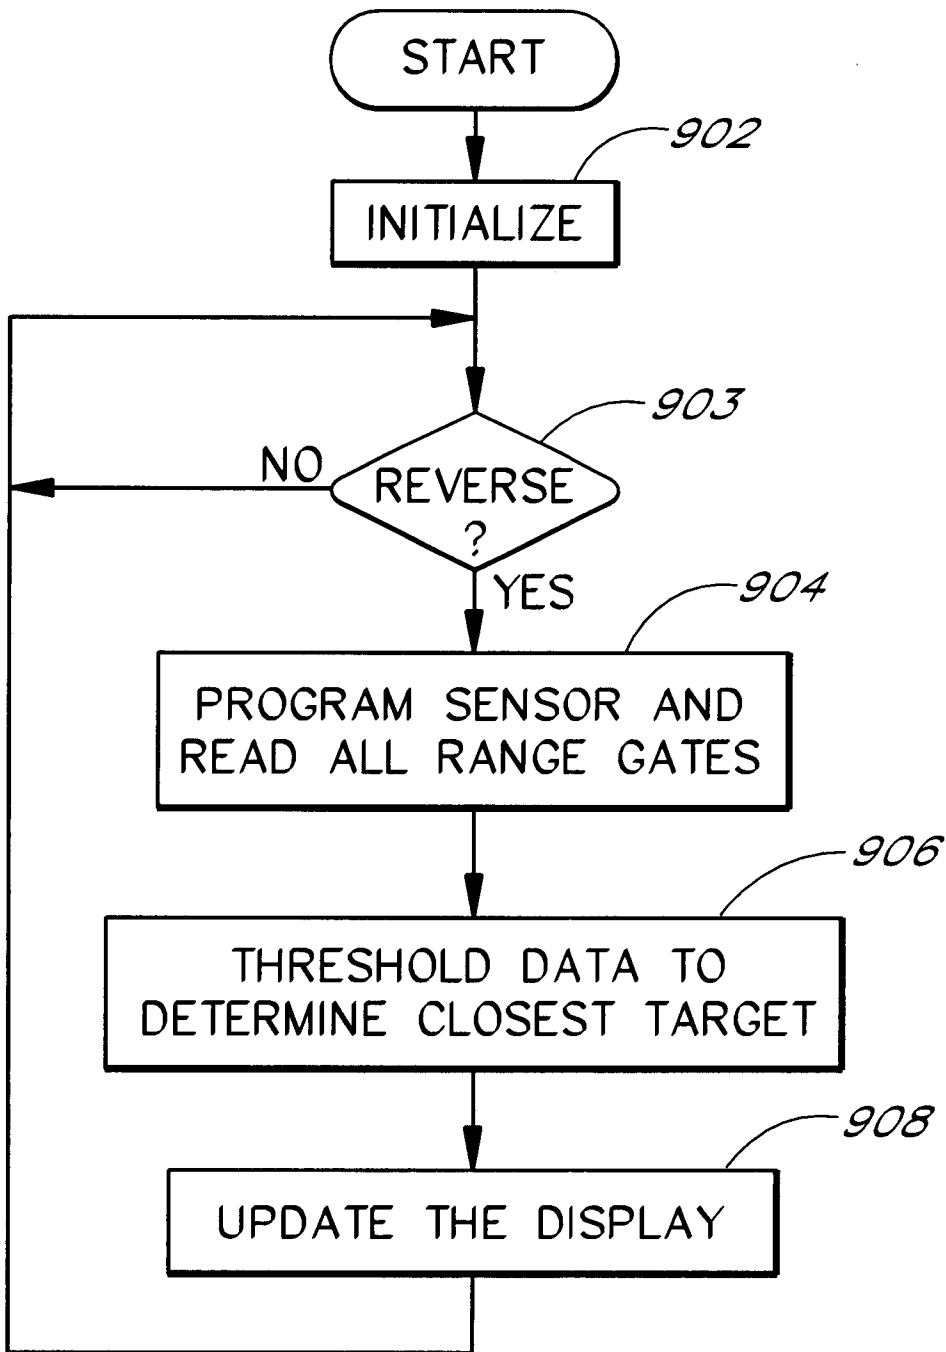 START
902
INITIALIZE
903
NO
REVERSE
?
YES
904
PROGRAM SENSOR AND
READ ALL RANGE GATES
906
THRESHOLD DATA TO
DETERMINE CLOSEST TARGET
908
UPDATE THE DISPLAY